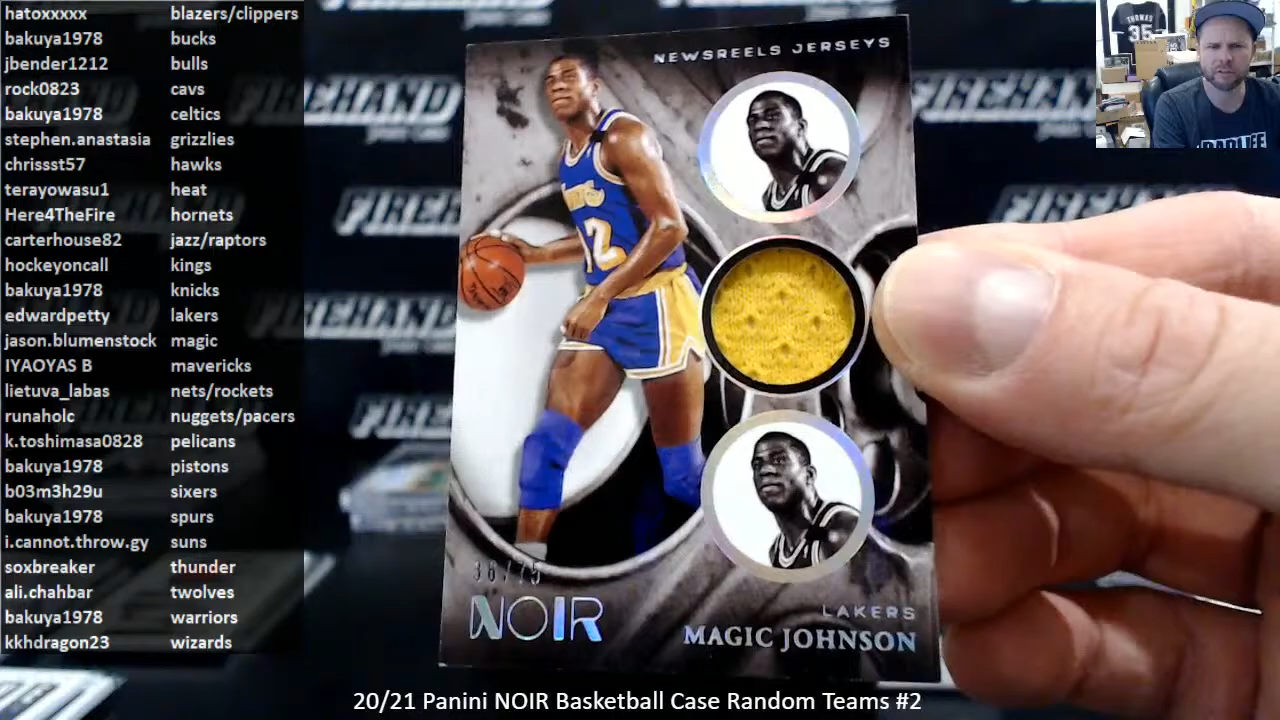 hatoxxxxx blazers/clippers
bakuya1978 bucks
jbender1212 bulls
rock0823 cavs
bakuya1978 celtics
stephen.anastasia grizzlies
chrissst57 hawks
terayowasu1 heat
Here4TheFire hornets
carterhouse82 jazz/raptors
hockeyoncall kings
bakuya1978 knicks
edwardpetty lakers
jason.blumenstock magic
IYAOYAS B mavericks
lietuva_labas nets/rockets
runaholc nuggets/pacers
k.toshimasa0828 pelicans
bakuya1978 pistons
b03m3h29u sixers
bakuya1978 spurs
i.cannot.throw.gy suns
soxbreaker thunder
ali.chahbar twolves
bakuya1978 warriors
kkhdragon23 wizards
NEWSREELS JERSEYS
12
NOIR
LAKERS
MAGIC JOHNSON
FIREHAND
THOMAS
35
20/21 Panini NOIR Basketball Case Random Teams #2